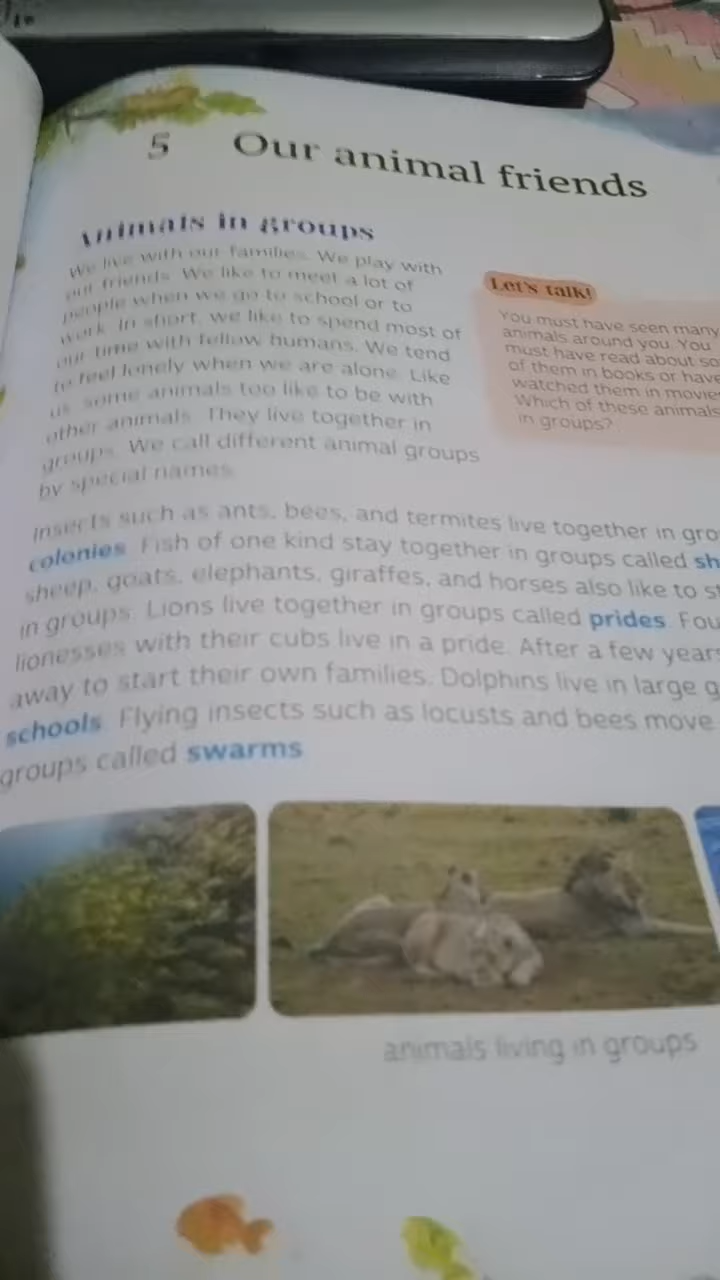 5 Our animal friends
Animals in groups
We live with our families. We play with
our friends. We like to meet a lot of
people when we go to school or to
work. In short, we like to spend most of
our time with fellow humans. We tend
to feel lonely when we are alone. Like
us, some animals too like to be with
other animals. They live together in
groups. We call different animal groups
by special names.
Let's talk!
You must have seen many
animals around you. You
must have read about so
of them in books or have
watched them in movie
Which of these animals
in groups?
Insects such as ants, bees, and termites live together in gro
colonies. Fish of one kind stay together in groups called sh
sheep, goats, elephants, giraffes, and horses also like to st
in groups. Lions live together in groups called prides. Fou
lionesses with their cubs live in a pride. After a few years
away to start their own families. Dolphins live in large g
schools. Flying insects such as locusts and bees move
groups called swarms.
animals living in groups